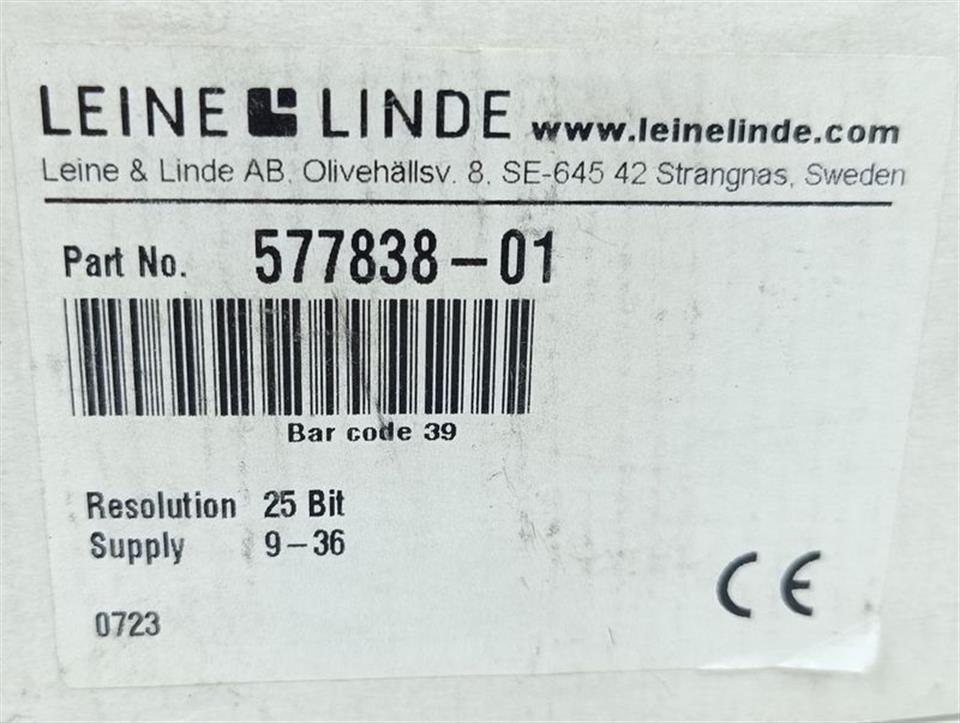 LEINE LINDE www.leinelinde.com
Leine & Linde AB, Olivehällsv. 8, SE-645 42 Strangnas, Sweden
Part No. 577838-01
Bar code 39
Resolution 25 Bit
Supply 9-36
0723
CE